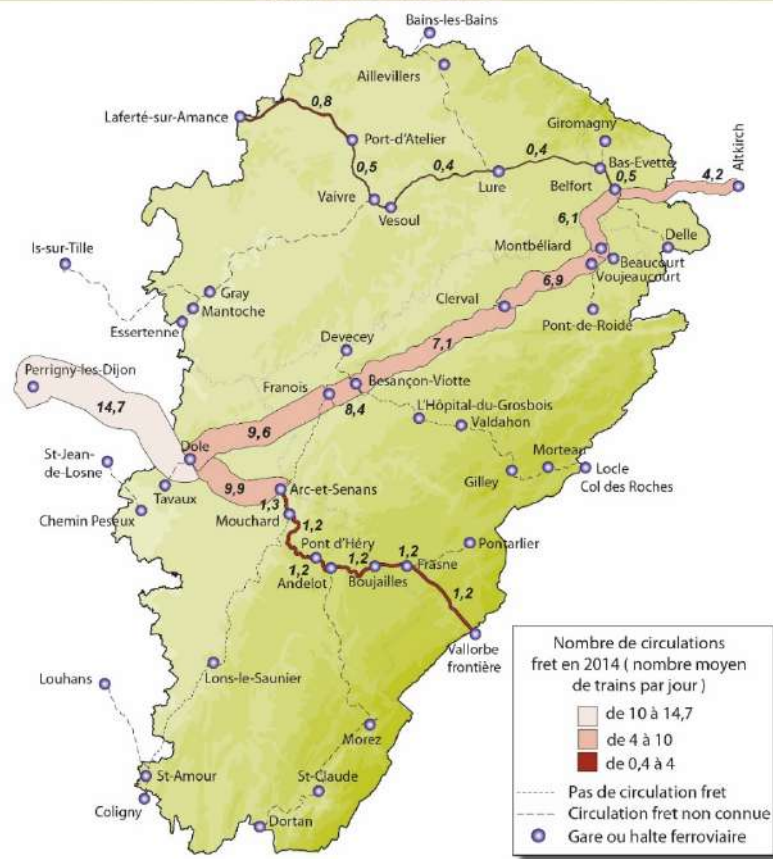 Bains-les-Bains
Aillevillers
Laferté-sur-Amance
0,8
Port-d'Atelier
Giromagny
Altkirch
0,5
0,4
0,4
Bas-Evette
4,2
Lure
Belfort
0,5
Vaivre
Vesoul
6,1
Delle
Is-sur-Tille
Montbéliard
Beaucourt
Voujeaucourt
Gray
6,9
Mantoche
Clerval
Essertenne
Pont-de-Roide
Devecey
7,1
Perrigny-les-Dijon
Franois
Besançon-Viotte
14,7
8,4
L'Hôpital-du-Grosbois
9,6
Valdahon
Dole
St-Jean-
de-Losne
Morteau
Locle
Col des Roches
Gilley
9,9
Arc-et-Senans
Tavaux
1,3
Chemin Peseux
Mouchard
1,2
Pont d'Héry
1,2
Frasne
Pontarlier
1,2
1,2
Andelot
Boujailles
1,2
Vallorbe
frontière
Lons-le-Saunier
Louhans
Morez
St-Amour
St-Claude
Coligny
Dortan
Nombre de circulations
fret en 2014 ( nombre moyen
de trains par jour )
de 10 à 14,7
de 4 à 10
de 0,4 à 4
Pas de circulation fret
Circulation fret non connue
Gare ou halte ferroviaire